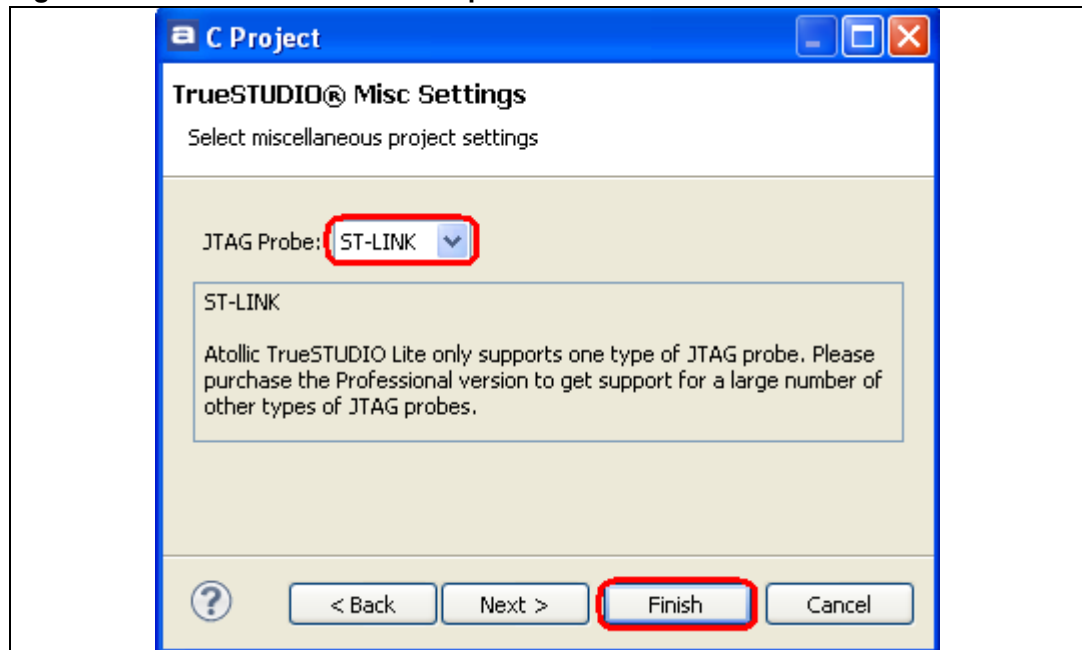 a C Project
TrueSTUDIO® Misc Settings
Select miscellaneous project settings
JTAG Probe: ST-LINK
ST-LINK
Atollic TrueSTUDIO Lite only supports one type of JTAG probe. Please
purchase the Professional version to get support for a large number of
other types of JTAG probes.
? < Back Next > Finish Cancel